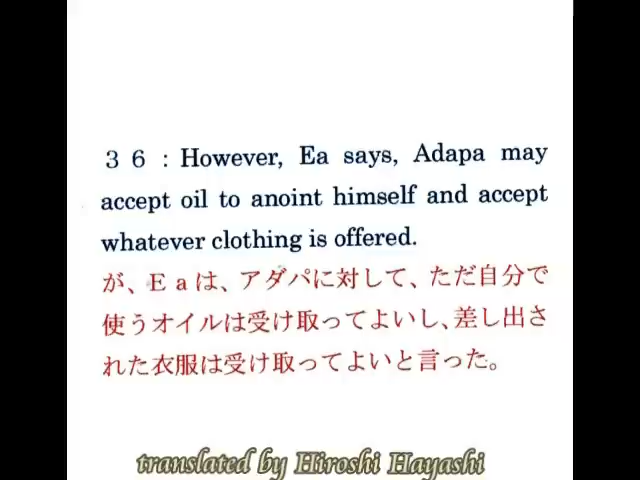 ３６：However, Ea says, Adapa may
accept oil to anoint himself and accept
whatever clothing is offered.
が、Ｅａは、アダパに対して、ただ自分で
使うオイルは受け取ってよいし、差し出さ
れた衣服は受け取ってよいと言った。
translated by Hiroshi Hayashi